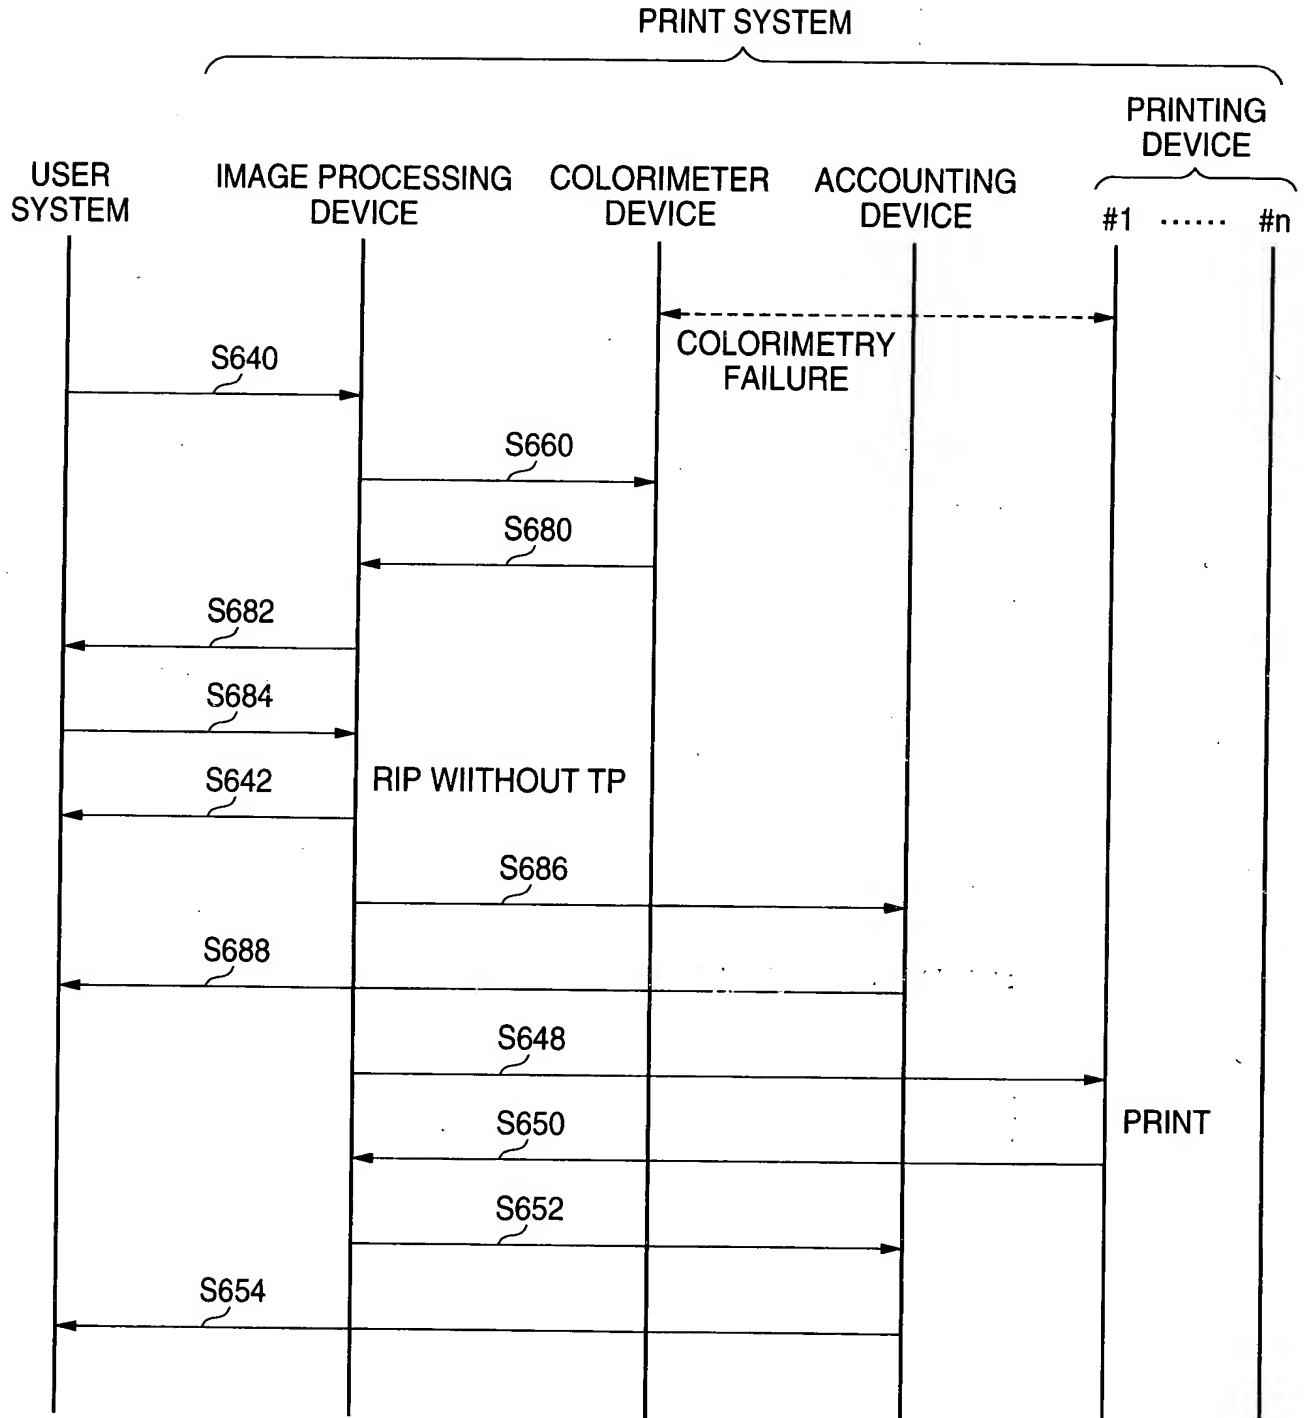 PRINT SYSTEM
PRINTING
DEVICE
USER
SYSTEM
IMAGE PROCESSING
DEVICE
COLORIMETER
DEVICE
ACCOUNTING
DEVICE
#1 ...... #n
COLORIMETRY
FAILURE
S640
S660
S680
S682
S684
S642
RIP WIITHOUT TP
S686
S688
S648
S650
PRINT
S652
S654